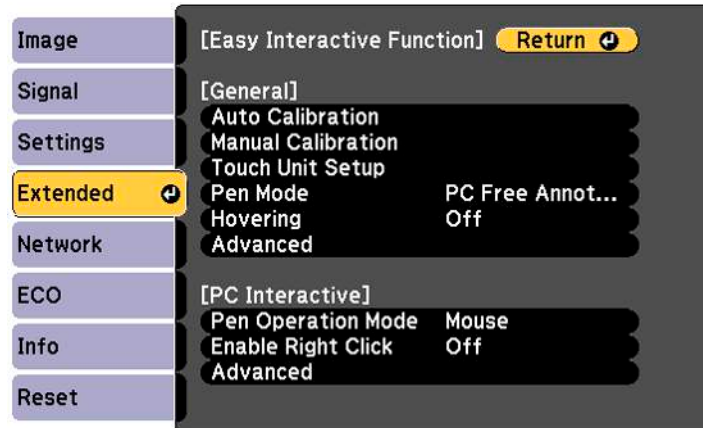 Image
Signal
Settings
Extended
Network
ECO
Info
Reset
[Easy Interactive Function] Return
[General]
Auto Calibration
Manual Calibration
Touch Unit Setup
Pen Mode PC Free Annot...
Hovering Off
Advanced
[PC Interactive]
Pen Operation Mode Mouse
Enable Right Click Off
Advanced